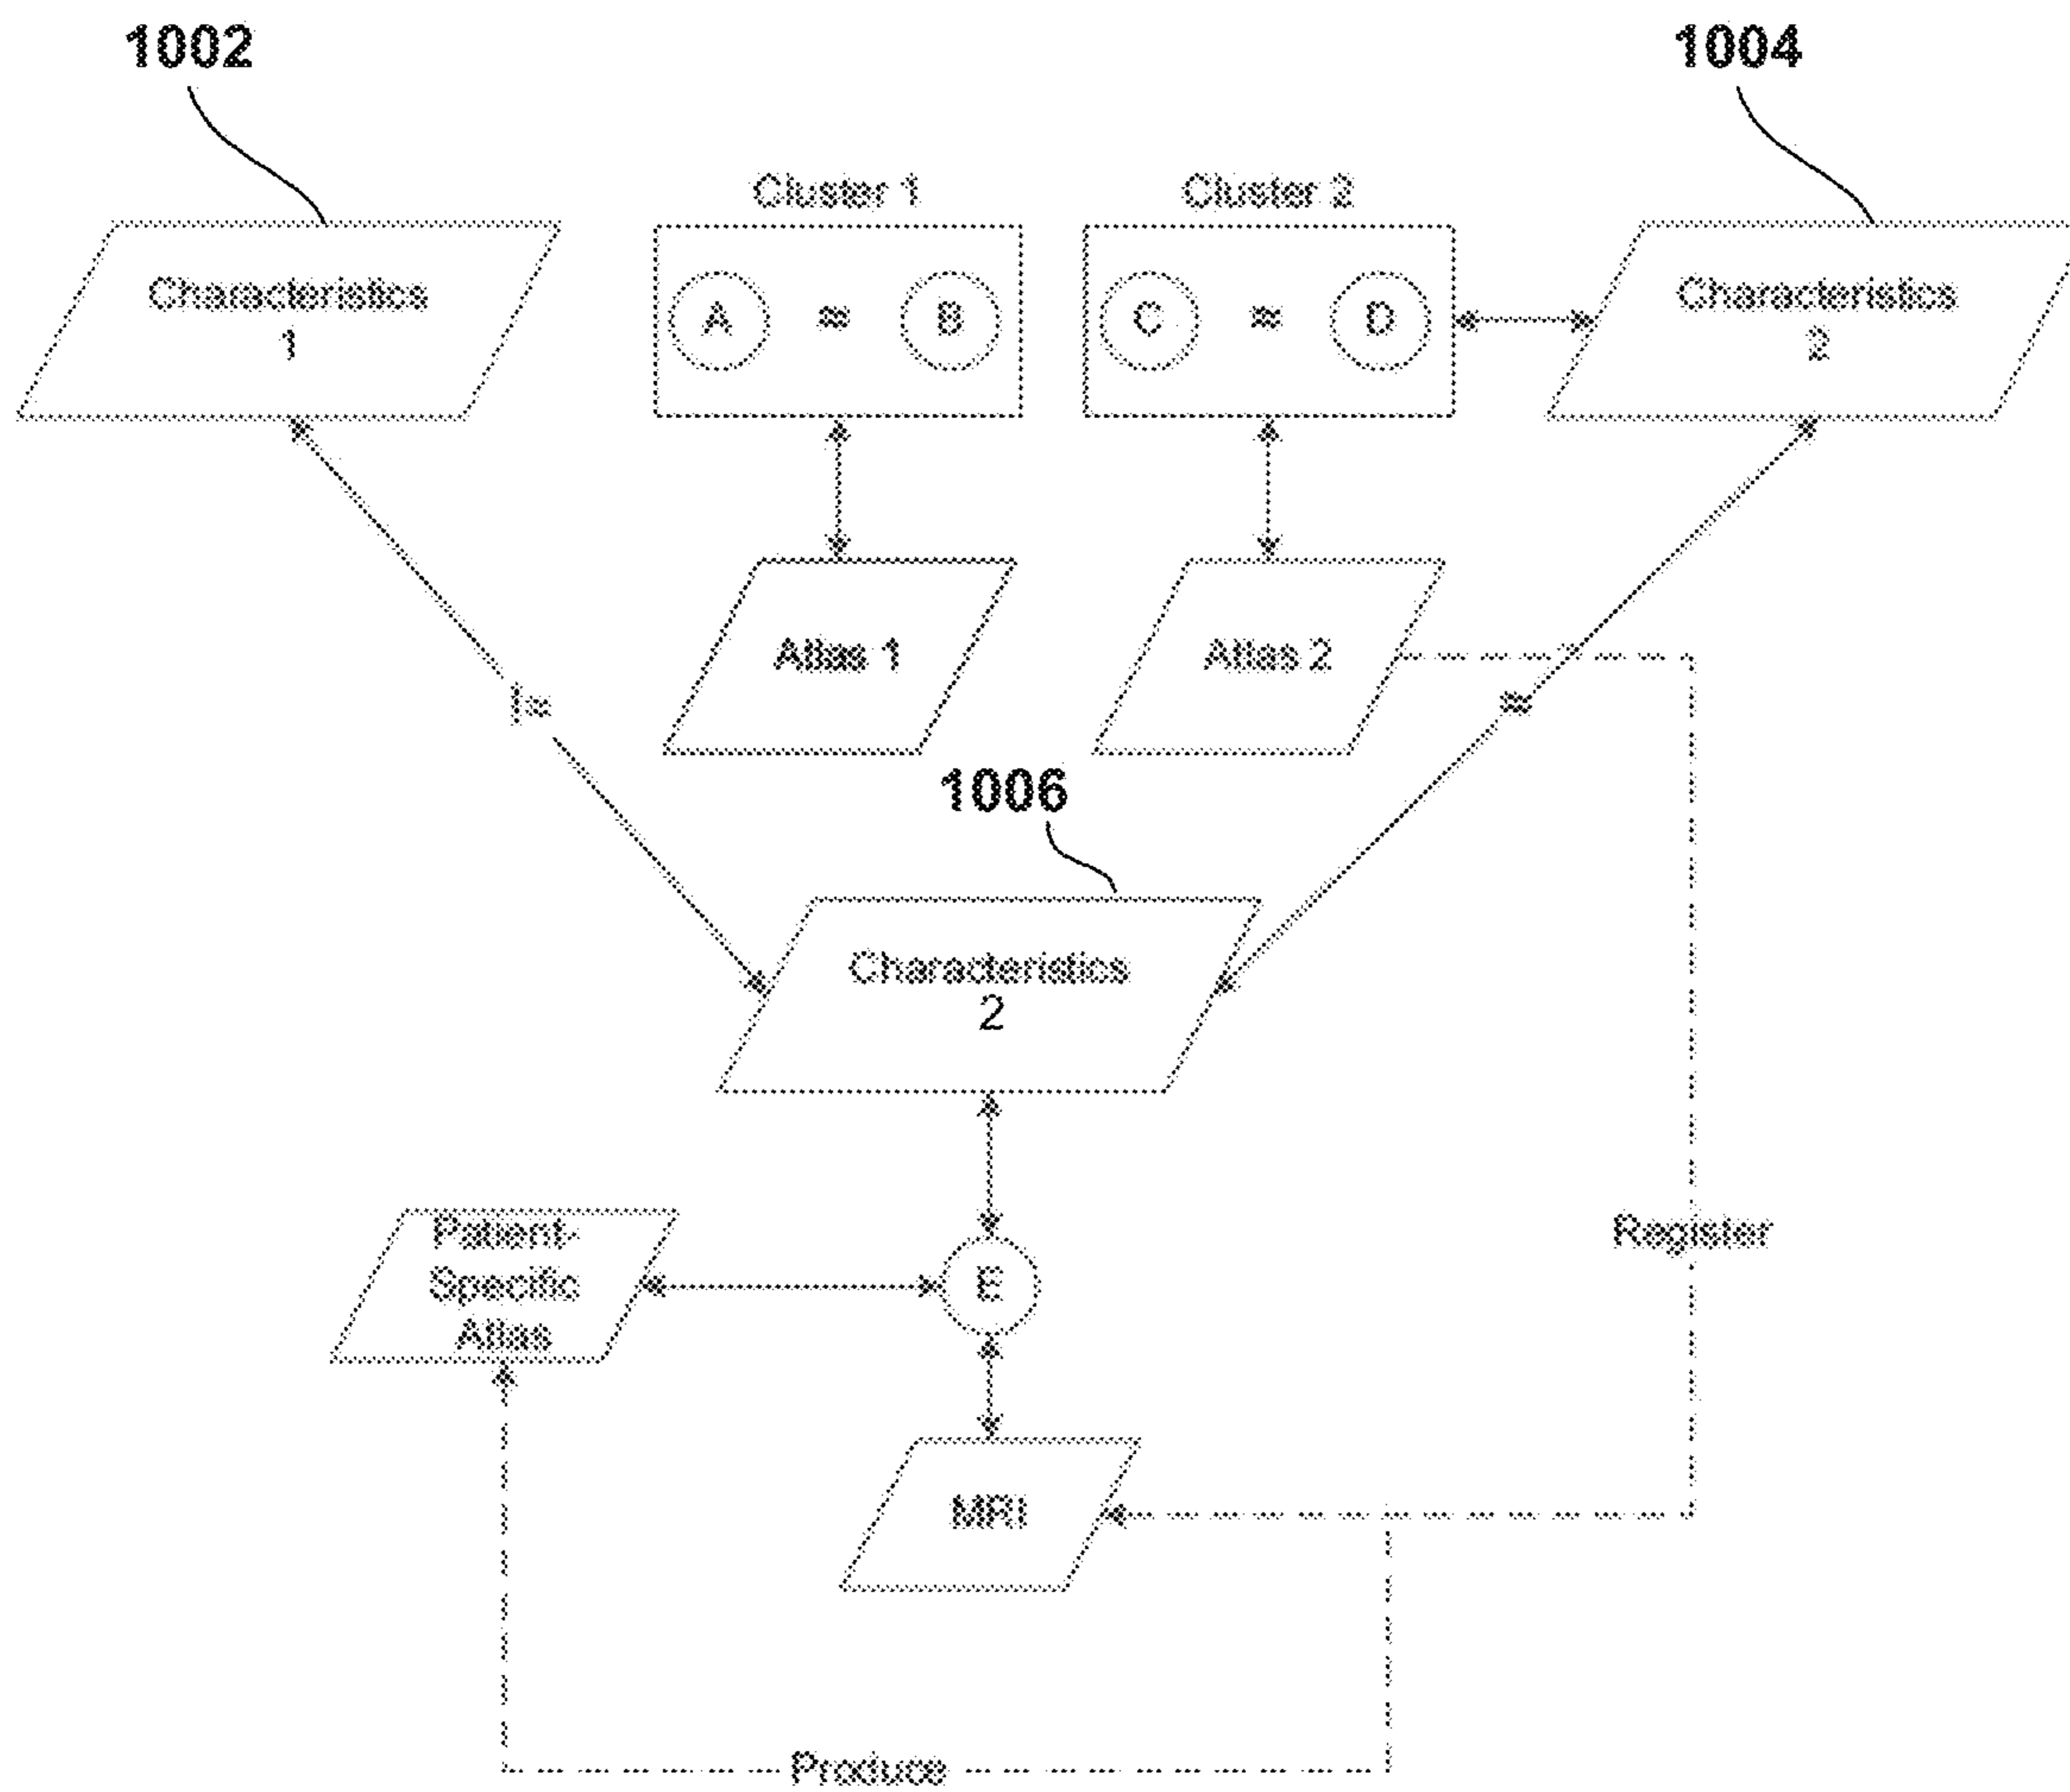 1002
1004
Cluster 1
Cluster 2
Characteristics
1
A ≈ B
C ≈ D
Characteristics
2
Atlas 1
Atlas 2
!≈
≈
1006
Characteristics
2
Patient-
Specific
Atlas
E
Register
MRI
Produce